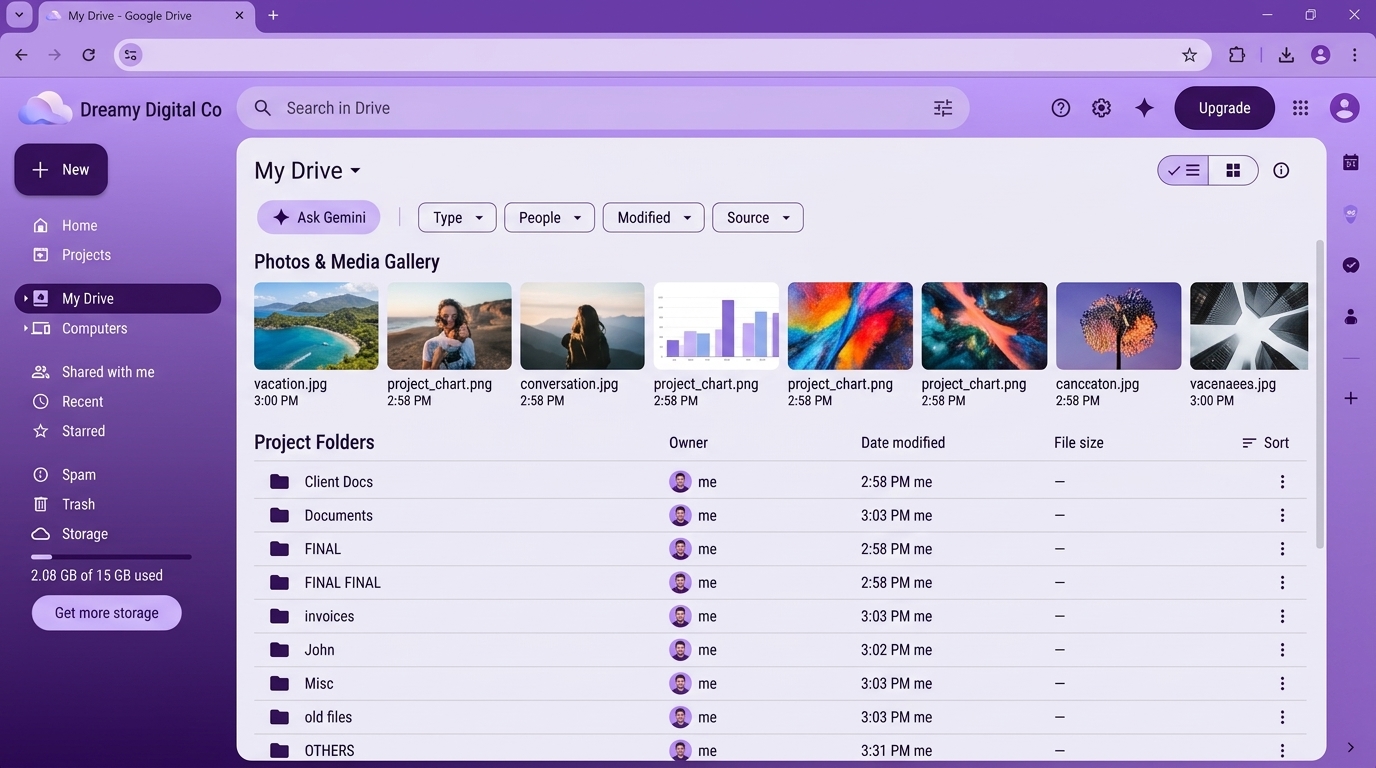 My Drive - Google Drive
Dreamy Digital Co
Search in Drive
Upgrade
New
Home
Projects
My Drive
Computers
Shared with me
Recent
Starred
Spam
Trash
Storage
2.08 GB of 15 GB used
Get more storage
My Drive
Ask Gemini
Type
People
Modified
Source
Photos & Media Gallery
vacation.jpg
3:00 PM
project_chart.png
2:58 PM
conversation.jpg
2:58 PM
project_chart.png
2:58 PM
project_chart.png
2:58 PM
project_chart.png
2:58 PM
canccaton.jpg
2:58 PM
vacenaees.jpg
3:00 PM
Project Folders Owner Date modified File size Sort
Client Docs me 2:58 PM me —
Documents me 3:03 PM me —
FINAL me 2:58 PM me —
FINAL FINAL me 2:58 PM me —
invoices me 3:03 PM me —
John me 3:02 PM me —
Misc me 3:03 PM me —
old files me 3:03 PM me —
OTHERS me 3:31 PM me —